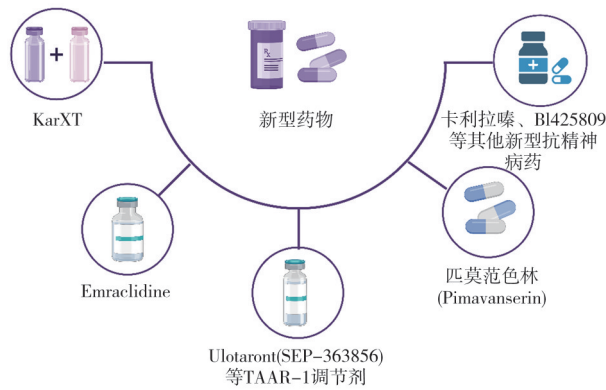 KarXT
新型药物
卡利拉嗪、Bl425809
等其他新型抗精神
病药
Emraclidine
匹莫范色林
(Pimavanserin)
Ulotaront(SEP-363856)
等TAAR-1调节剂